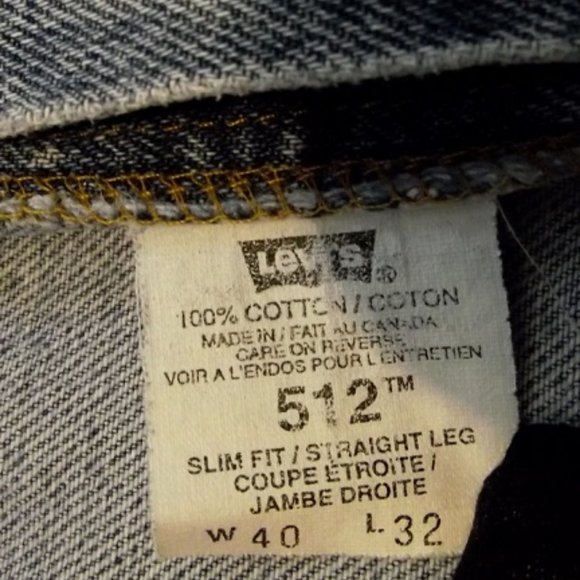 Levi's ®
100% COTTON / COTON
MADE IN / FAIT AU CANADA
CARE ON REVERSE
VOIR A L'ENDOS POUR L'ENTRETIEN
512™
SLIM FIT / STRAIGHT LEG
COUPE ÉTROITE /
JAMBE DROITE
W 40 L 32